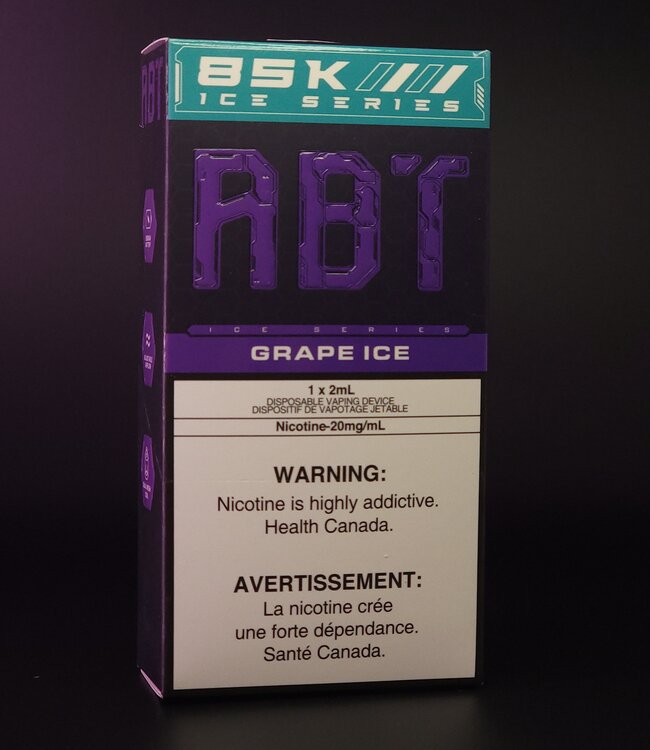 85K
ICE SERIES
RBT
ICE SERIES
GRAPE ICE
1 x 2mL
DISPOSABLE VAPING DEVICE
DISPOSITIF DE VAPOTAGE JETABLE
Nicotine-20mg/mL
WARNING:
Nicotine is highly addictive.
Health Canada.
AVERTISSEMENT:
La nicotine crée
une forte dépendance.
Santé Canada.
RBT